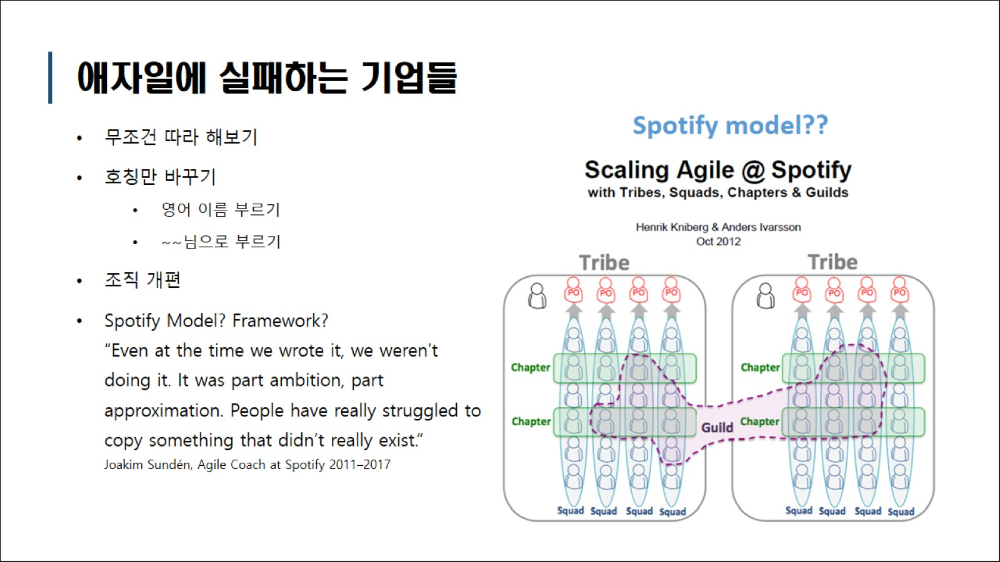 애자일에 실패하는 기업들
• 무조건 따라 해보기
• 호칭만 바꾸기
• 영어 이름 부르기
• ~~님으로 부르기
• 조직 개편
• Spotify Model? Framework?
“Even at the time we wrote it, we weren’t
doing it. It was part ambition, part
approximation. People have really struggled to
copy something that didn’t really exist.”
Joakim Sundén, Agile Coach at Spotify 2011–2017
Spotify model??
Scaling Agile @ Spotify
with Tribes, Squads, Chapters & Guilds
Henrik Kniberg & Anders Ivarsson
Oct 2012
Tribe Tribe
PO PO PO PO PO PO PO PO
Chapter Chapter
Chapter Guild Chapter
Squad Squad Squad Squad Squad Squad Squad Squad